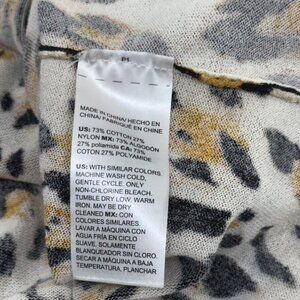 MADE IN CHINA/ HECHO EN
CHINA/ FABRIQUÉ EN CHINE
US: 73% COTTON 27%
NYLON MX: 73% ALGODÓN
27% POLIAMIDA CA: 73%
COTON 27% POLYAMIDE
US: WITH SIMILAR COLORS.
MACHINE WASH COLD,
GENTLE CYCLE. ONLY
NON-CHLORINE BLEACH.
TUMBLE DRY LOW. WARM
IRON. MAY BE DRY
CLEANED MX: CON
COLORES SIMILARES.
LAVAR A MÁQUINA CON
AGUA FRÍA EN CICLO
SUAVE. SOLAMENTE
BLANQUEADOR SIN CLORO.
SECAR A MÁQUINA A BAJA
TEMPERATURA. PLANCHAR